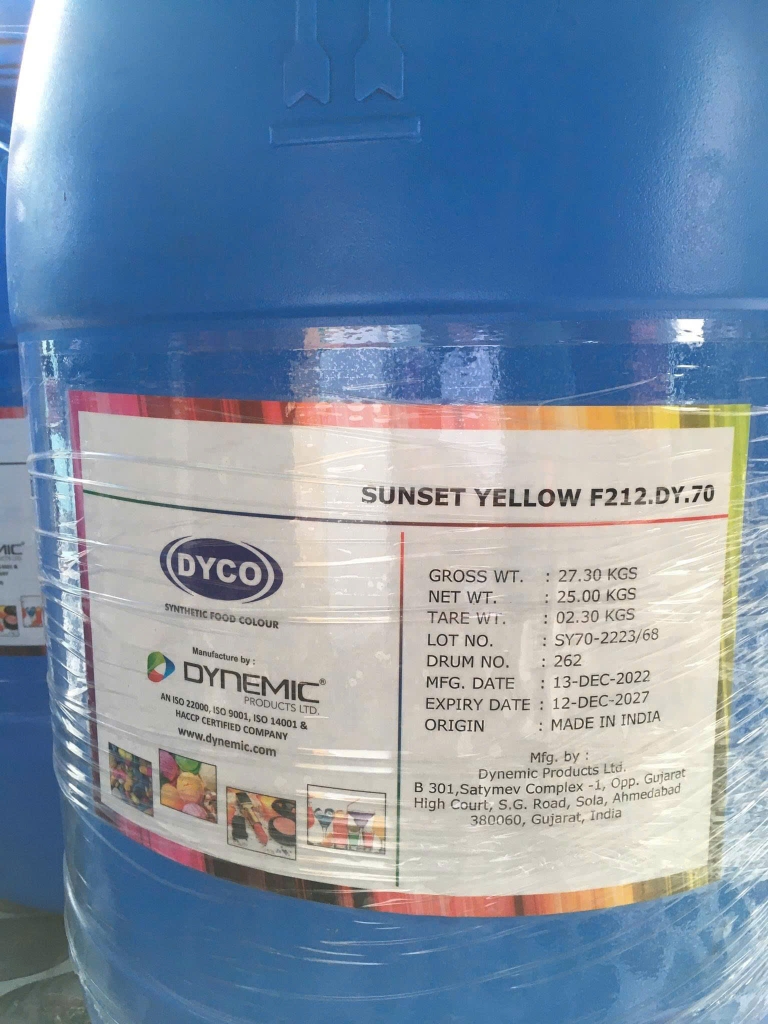 SUNSET YELLOW F212.DY.70
DYCO
SYNTHETIC FOOD COLOUR
Manufacture by :
DYNEMIC®
PRODUCTS LTD.
AN ISO 22000, ISO 9001, ISO 14001 &
HACCP CERTIFIED COMPANY
www.dynemic.com
GROSS WT. : 27.30 KGS
NET WT. : 25.00 KGS
TARE WT. : 02.30 KGS
LOT NO. : SY70-2223/68
DRUM NO. : 262
MFG. DATE : 13-DEC-2022
EXPIRY DATE : 12-DEC-2027
ORIGIN : MADE IN INDIA
Mfg. by :
Dynemic Products Ltd.
B 301,Satymev Complex -1, Opp. Gujarat
High Court, S.G. Road, Sola, Ahmedabad
380060, Gujarat, India